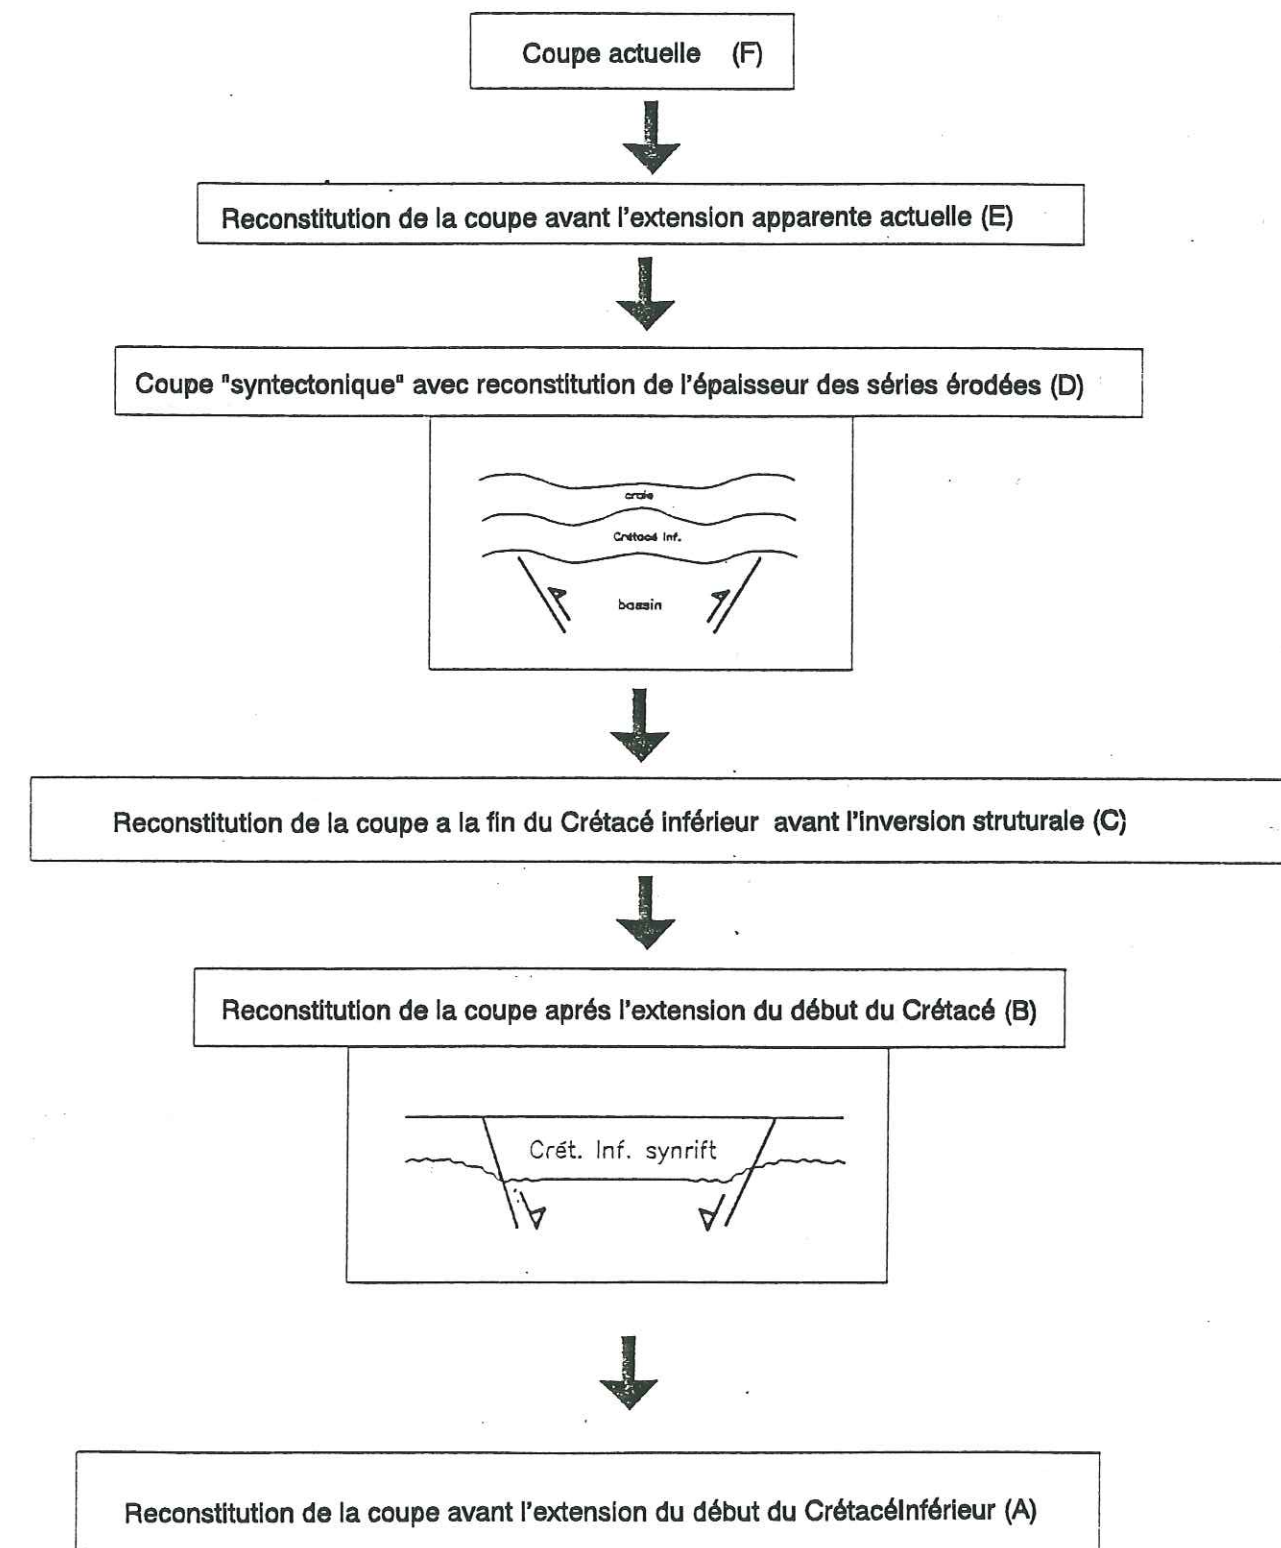 Coupe actuelle (F)
Reconstitution de la coupe avant l'extension apparente actuelle (E)
Coupe "syntectonique" avec reconstitution de l'épaisseur des séries érodées (D)
craie
Crétacé Inf.
bassin
Reconstitution de la coupe a la fin du Crétacé inférieur avant l'inversion struturale (C)
Reconstitution de la coupe aprés l'extension du début du Crétacé (B)
Crét. Inf. synrift
Reconstitution de la coupe avant l'extension du début du CrétacéInférieur (A)